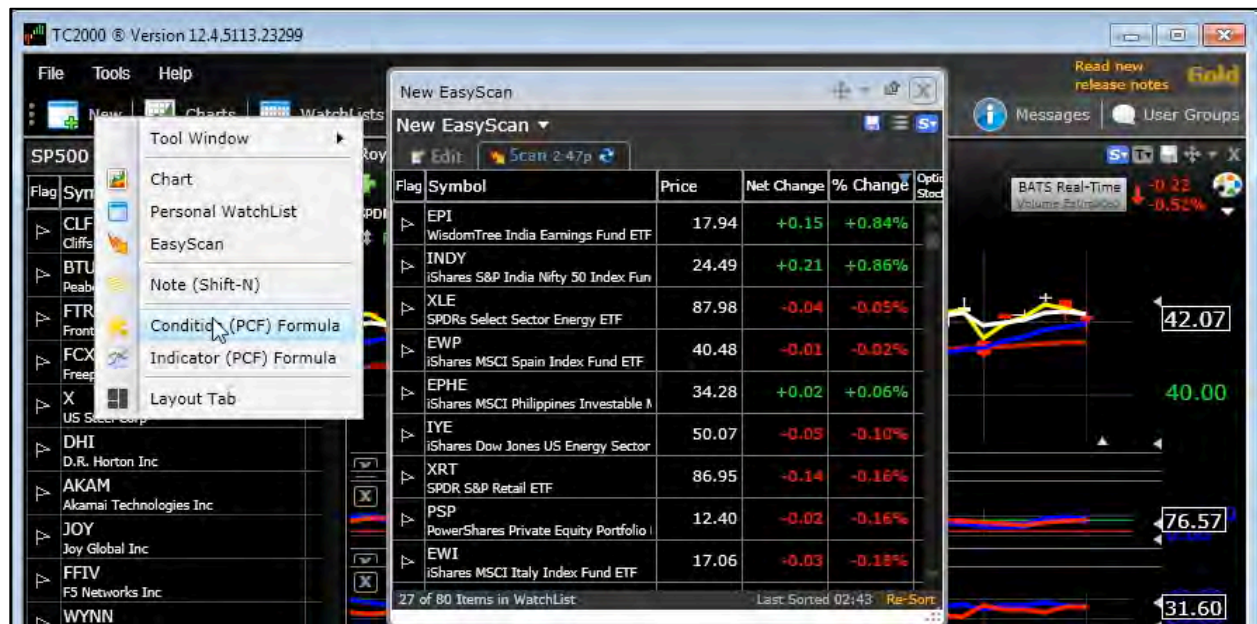 TC2000 ® Version 12.4.5113.23299
File Tools Help
Read new
release notes
Gold
New Charts WatchLists
Messages
User Groups
Tool Window
Chart
Personal WatchList
EasyScan
Note (Shift-N)
Condition (PCF) Formula
Indicator (PCF) Formula
Layout Tab
SP500
Flag Sym
CLF
Cliffs
BTU
Peab
FTR
Front
FCX
Freep
X
US Steel Corp
DHI
D.R. Horton Inc
AKAM
Akamai Technologies Inc
JOY
Joy Global Inc
FFIV
F5 Networks Inc
WYNN
New EasyScan
New EasyScan
Edit Scan 2:47p
Flag Symbol Price Net Change % Change Optio
Stock
EPI 17.94 +0.15 +0.84%
WisdomTree India Earnings Fund ETF
INDY 24.49 +0.21 +0.86%
iShares S&P India Nifty 50 Index Fun
XLE 87.98 -0.04 -0.05%
SPDRs Select Sector Energy ETF
EWP 40.48 -0.01 -0.02%
iShares MSCI Spain Index Fund ETF
EPHE 34.28 +0.02 +0.06%
iShares MSCI Philippines Investable M
IYE 50.07 -0.05 -0.10%
iShares Dow Jones US Energy Sector
XRT 86.95 -0.14 -0.16%
SPDR S&P Retail ETF
PSP 12.40 -0.02 -0.16%
PowerShares Private Equity Portfolio
EWI 17.06 -0.03 -0.18%
iShares MSCI Italy Index Fund ETF
27 of 80 Items in WatchList
Last Sorted 02:43 Re-Sort
BATS Real-Time
Volume Estimated
-0.22
-0.52%
42.07
40.00
76.57
31.60